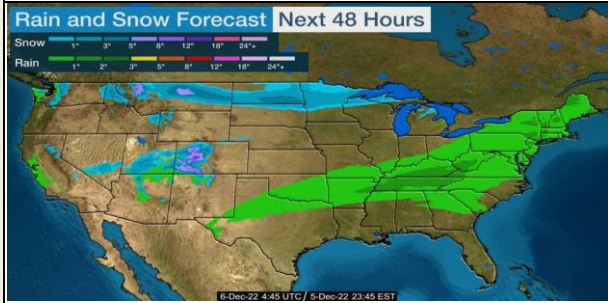 Rain and Snow Forecast Next 48 Hours
Snow
1" 3" 5" 8" 12" 18" 24"+
Rain
1" 2" 3" 5" 8" 12" 18" 24"+
6-Dec-22 4:45 UTC / 5-Dec-22 23:45 EST